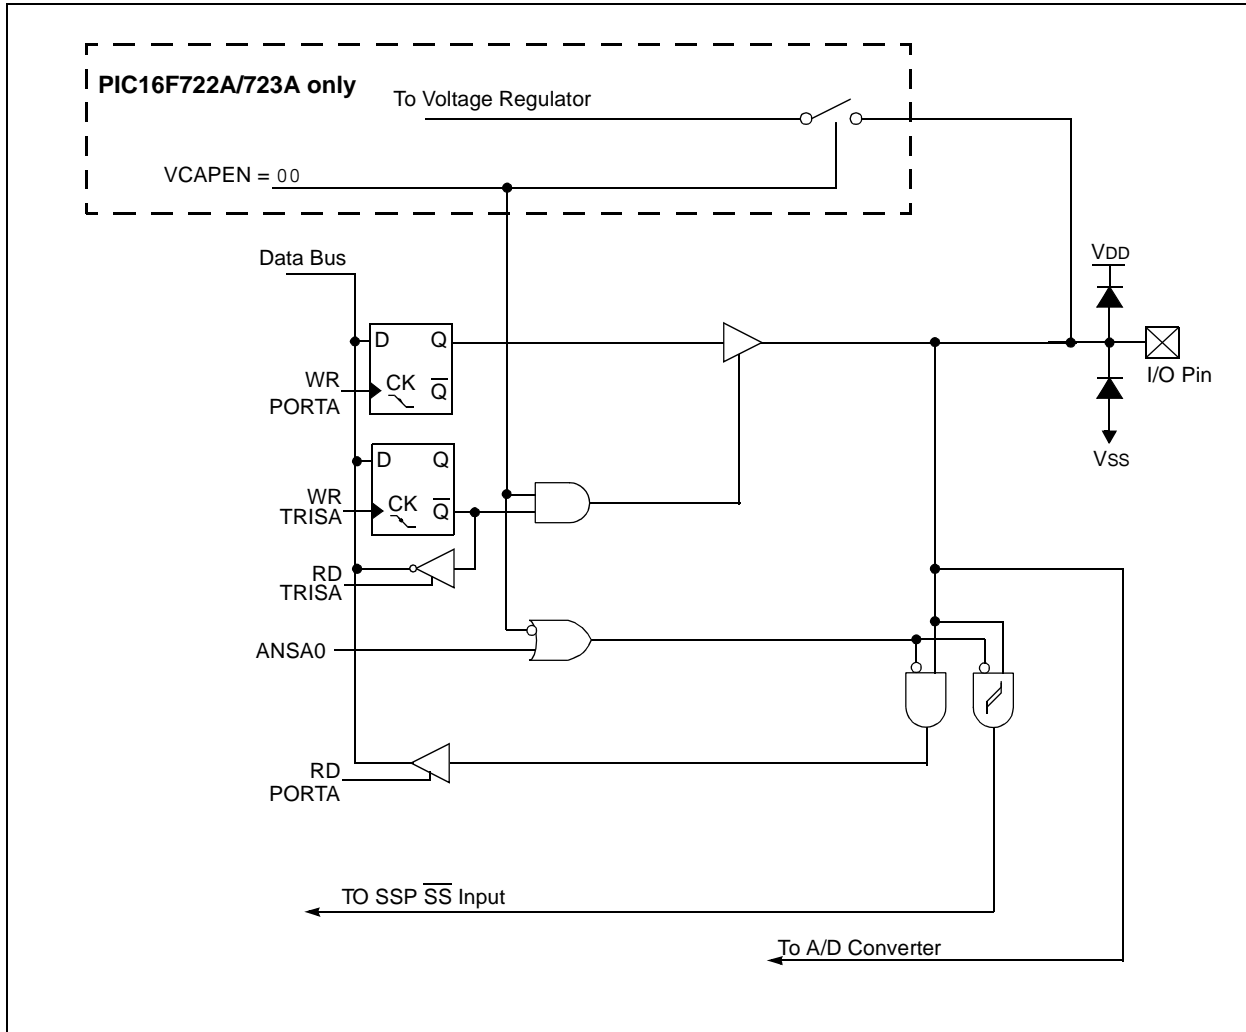 PIC16F722A/723A only
To Voltage Regulator
VCAPEN = 00
Data Bus
VDD
D Q
WR
PORTA
CK Q̅
I/O Pin
VSS
D Q
WR
TRISA
CK Q̅
RD
TRISA
ANSA0
RD
PORTA
TO SSP S̅S̅ Input
To A/D Converter